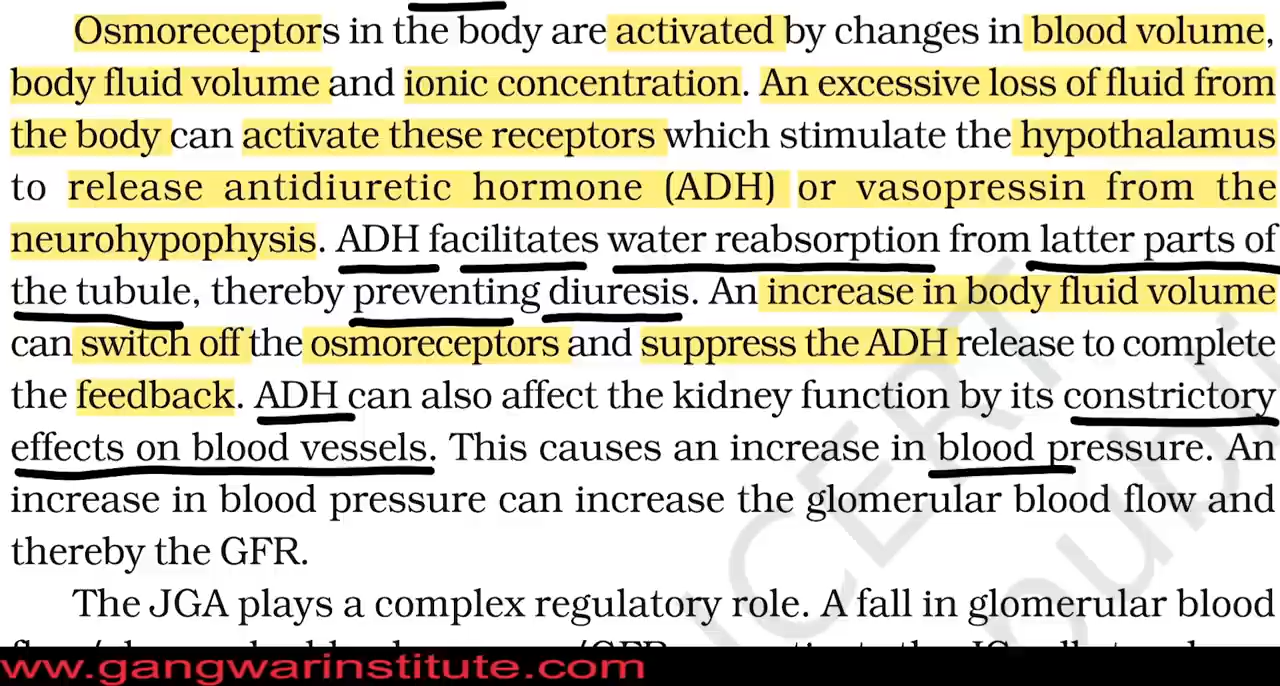 Osmoreceptors in the body are activated by changes in blood volume,
body fluid volume and ionic concentration. An excessive loss of fluid from
the body can activate these receptors which stimulate the hypothalamus
to release antidiuretic hormone (ADH) or vasopressin from the
neurohypophysis. ADH facilitates water reabsorption from latter parts of
the tubule, thereby preventing diuresis. An increase in body fluid volume
can switch off the osmoreceptors and suppress the ADH release to complete
the feedback. ADH can also affect the kidney function by its constrictory
effects on blood vessels. This causes an increase in blood pressure. An
increase in blood pressure can increase the glomerular blood flow and
thereby the GFR.
The JGA plays a complex regulatory role. A fall in glomerular blood
www.gangwarinstitute.com